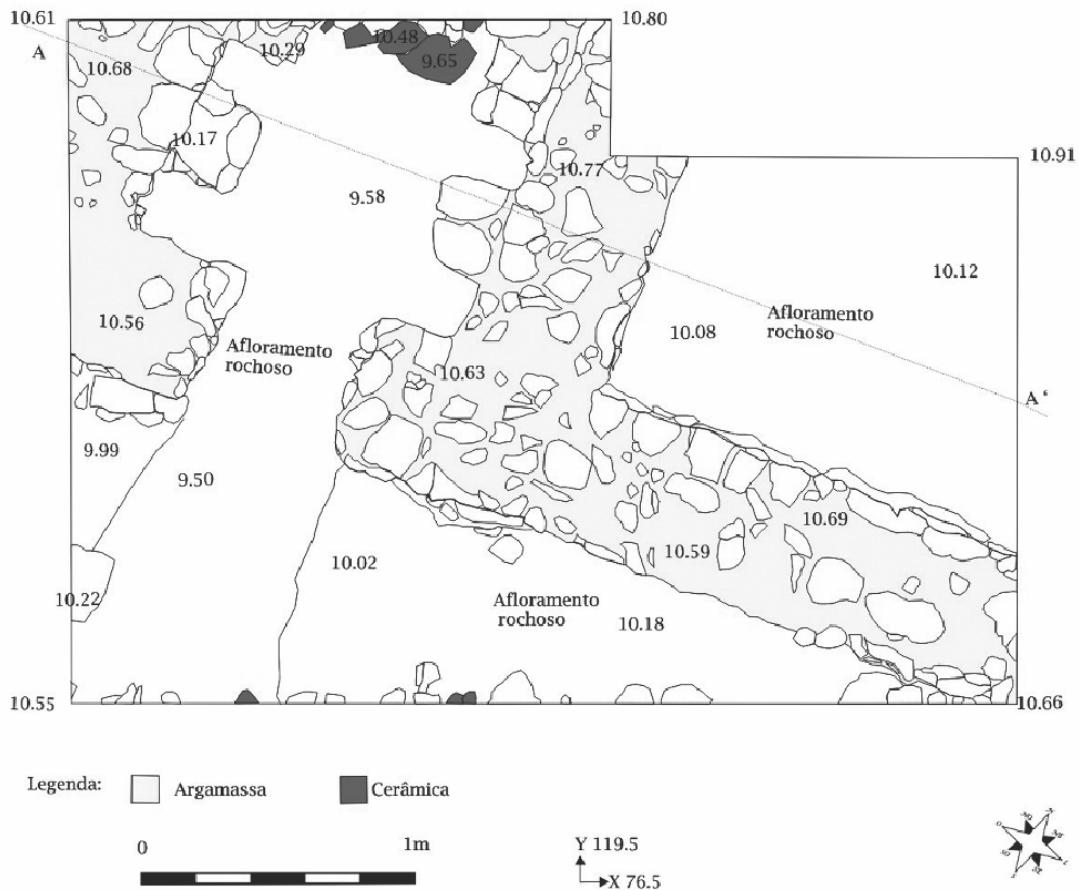 10.61
10.80
A
10.48
10.29
9.65
10.68
10.17
10.77
10.91
9.58
10.12
10.56
Afloramento
rochoso
10.08
Afloramento
rochoso
10.63
A‘
9.99
9.50
10.69
10.59
10.02
10.22
Afloramento
rochoso
10.18
10.55
10.66
Legenda:
Argamassa
Cerâmica
0
1m
Y 119.5
X 76.5